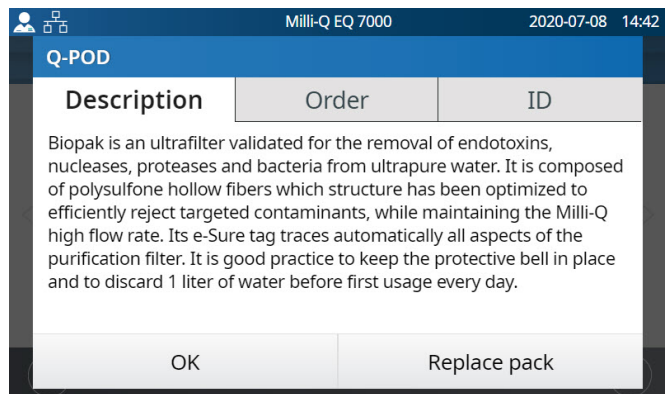 Milli-Q EQ 7000 2020-07-08 14:42
Q-POD
Description Order ID
Biopak is an ultrafilter validated for the removal of endotoxins,
nucleases, proteases and bacteria from ultrapure water. It is composed
of polysulfone hollow fibers which structure has been optimized to
efficiently reject targeted contaminants, while maintaining the Milli-Q
high flow rate. Its e-Sure tag traces automatically all aspects of the
purification filter. It is good practice to keep the protective bell in place
and to discard 1 liter of water before first usage every day.
OK Replace pack